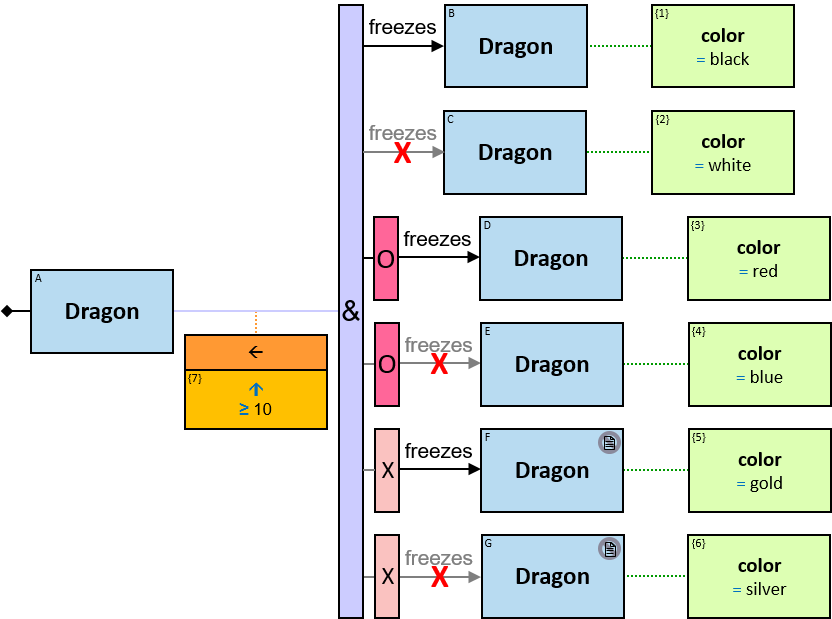 freezes
B
Dragon
{1}
color
= black
freezes
X
C
Dragon
{2}
color
= white
O
freezes
D
Dragon
{3}
color
= red
A
Dragon
&
←
{7}
↑
≥ 10
O
freezes
X
E
Dragon
{4}
color
= blue
X
freezes
F
Dragon
{5}
color
= gold
X
freezes
X
G
Dragon
{6}
color
= silver